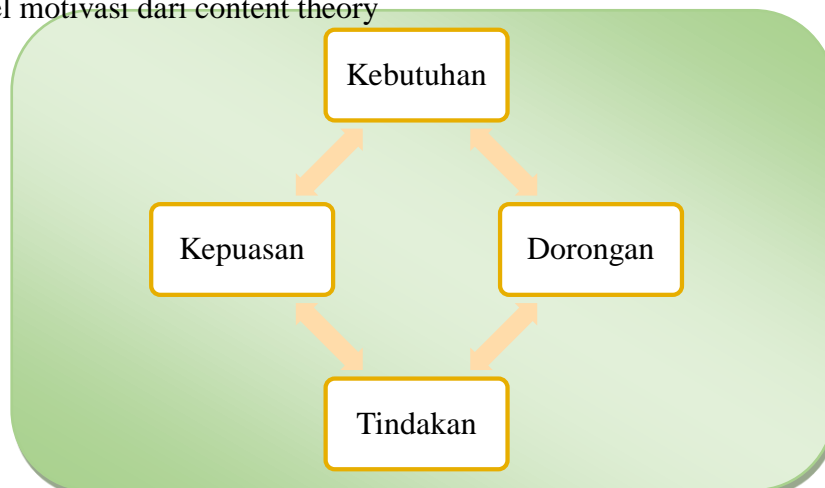 motivasi dari content theory
Kebutuhan
Kepuasan
Dorongan
Tindakan